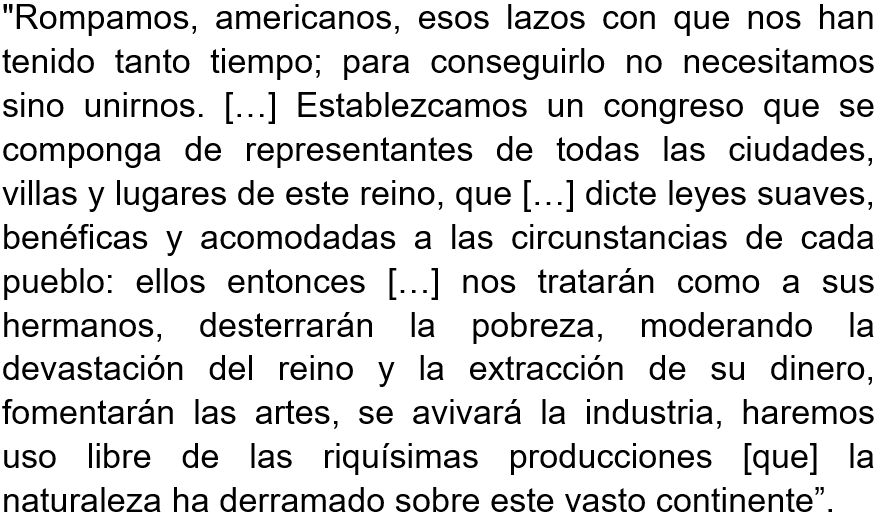 "Rompamos, americanos, esos lazos con que nos han
tenido tanto tiempo; para conseguirlo no necesitamos
sino unirnos. […] Establezcamos un congreso que se
componga de representantes de todas las ciudades,
villas y lugares de este reino, que […] dicte leyes suaves,
benéficas y acomodadas a las circunstancias de cada
pueblo: ellos entonces […] nos tratarán como a sus
hermanos, desterrarán la pobreza, moderando la
devastación del reino y la extracción de su dinero,
fomentarán las artes, se avivará la industria, haremos
uso libre de las riquísimas producciones [que] la
naturaleza ha derramado sobre este vasto continente”.